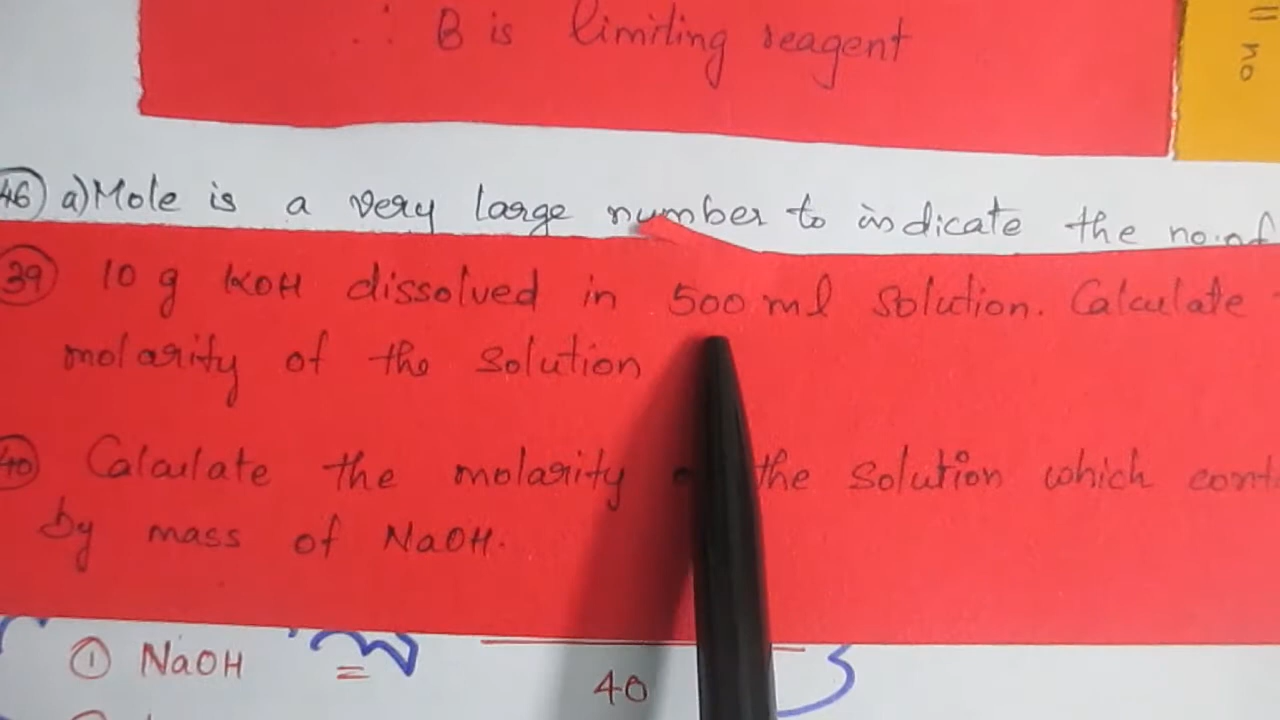 ∴ B is limiting reagent
= no
46 a) Mole is a very large number to indicate the no. of
39 10 g KOH dissolved in 500 ml solution. Calculate
molarity of the solution
40 Calculate the molarity the solution which
by mass of NaOH.
① NaOH =
40